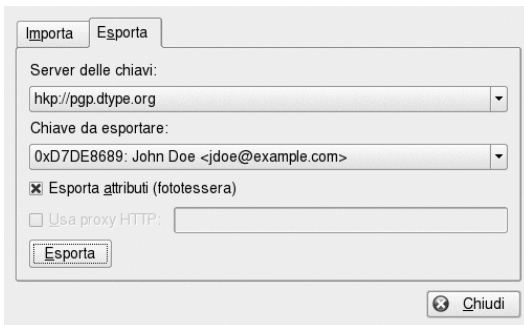 Importa Esporta
Server delle chiavi:
hkp://pgp.dtype.org
Chiave da esportare:
0xD7DE8689: John Doe <jdoe@example.com>
Esporta attributi (fototessera)
Usa proxy HTTP:
Esporta
Chiudi